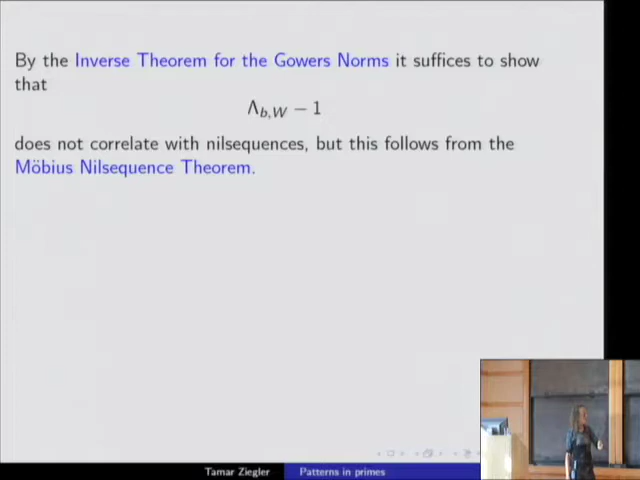 By the Inverse Theorem for the Gowers Norms it suffices to show
that
Λ_{b,W} − 1
does not correlate with nilsequences, but this follows from the
Möbius Nilsequence Theorem.
Tamar Ziegler Patterns in primes